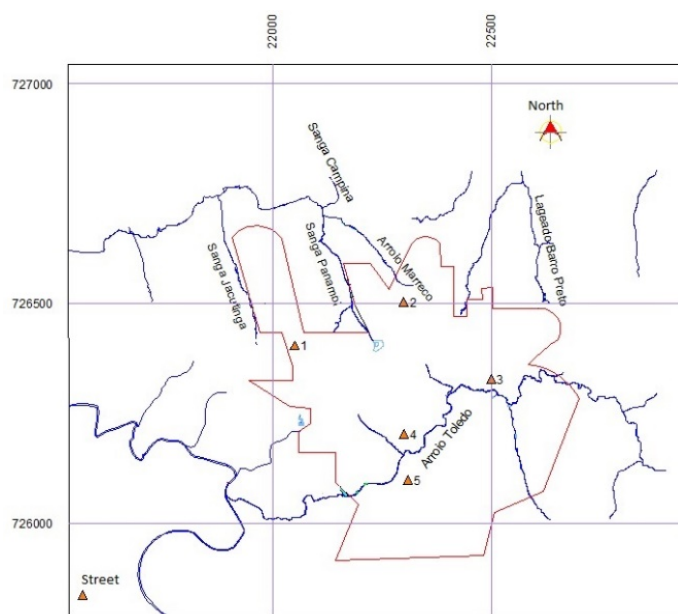 22000
22500
727000
North
Sanga Campina
Lageado Barro Preto
Arroio Marreco
Sanga Panambi
Sanga Jacutinga
726500
2
1
3
4
Arroio Toledo
5
726000
Street